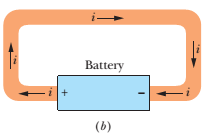 i
i i
Battery
i + - i
(b)